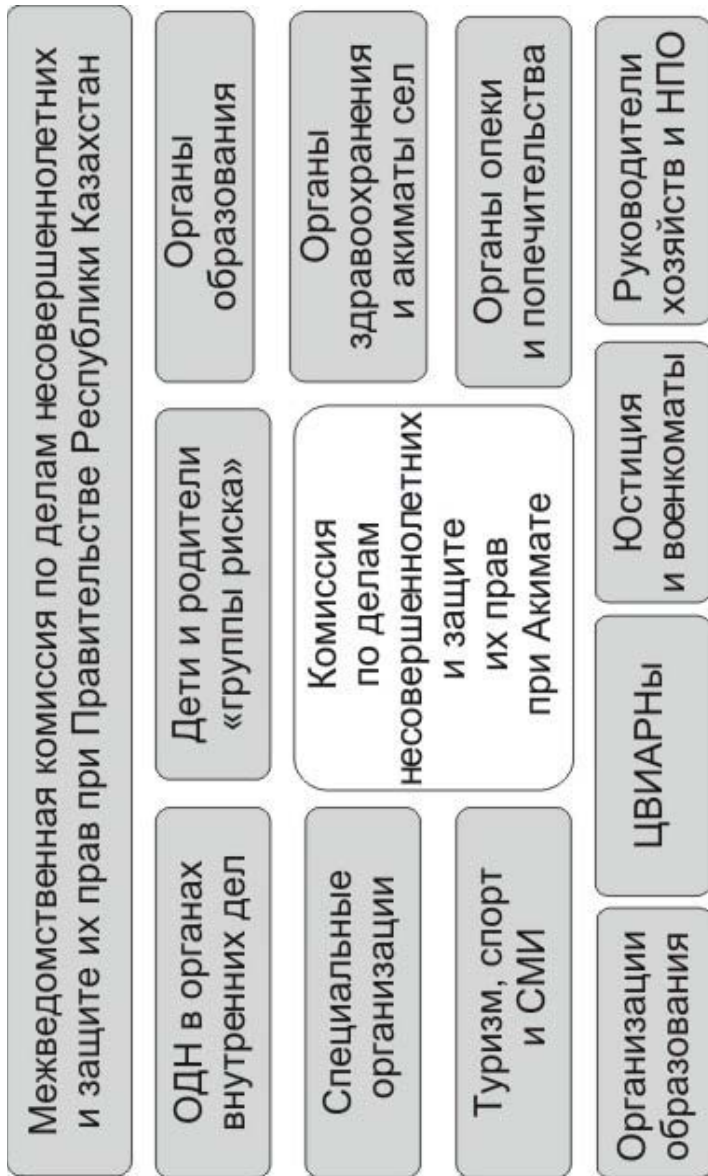 Межведомственная комиссия по делам несовершеннолетних
и защите их прав при Правительстве Республики Казахстан
ОДН в органах
внутренних дел
Дети и родители
«группы риска»
Органы
образования
Специальные
организации
Комиссия
по делам
несовершеннолетних
и защите
их прав
при Акимате
Органы
здравоохранения
и акиматы сел
Туризм, спорт
и СМИ
Органы опеки
и попечительства
Организации
образования
ЦВИАРНы
Юстиция
и военкоматы
Руководители
хозяйств и НПО